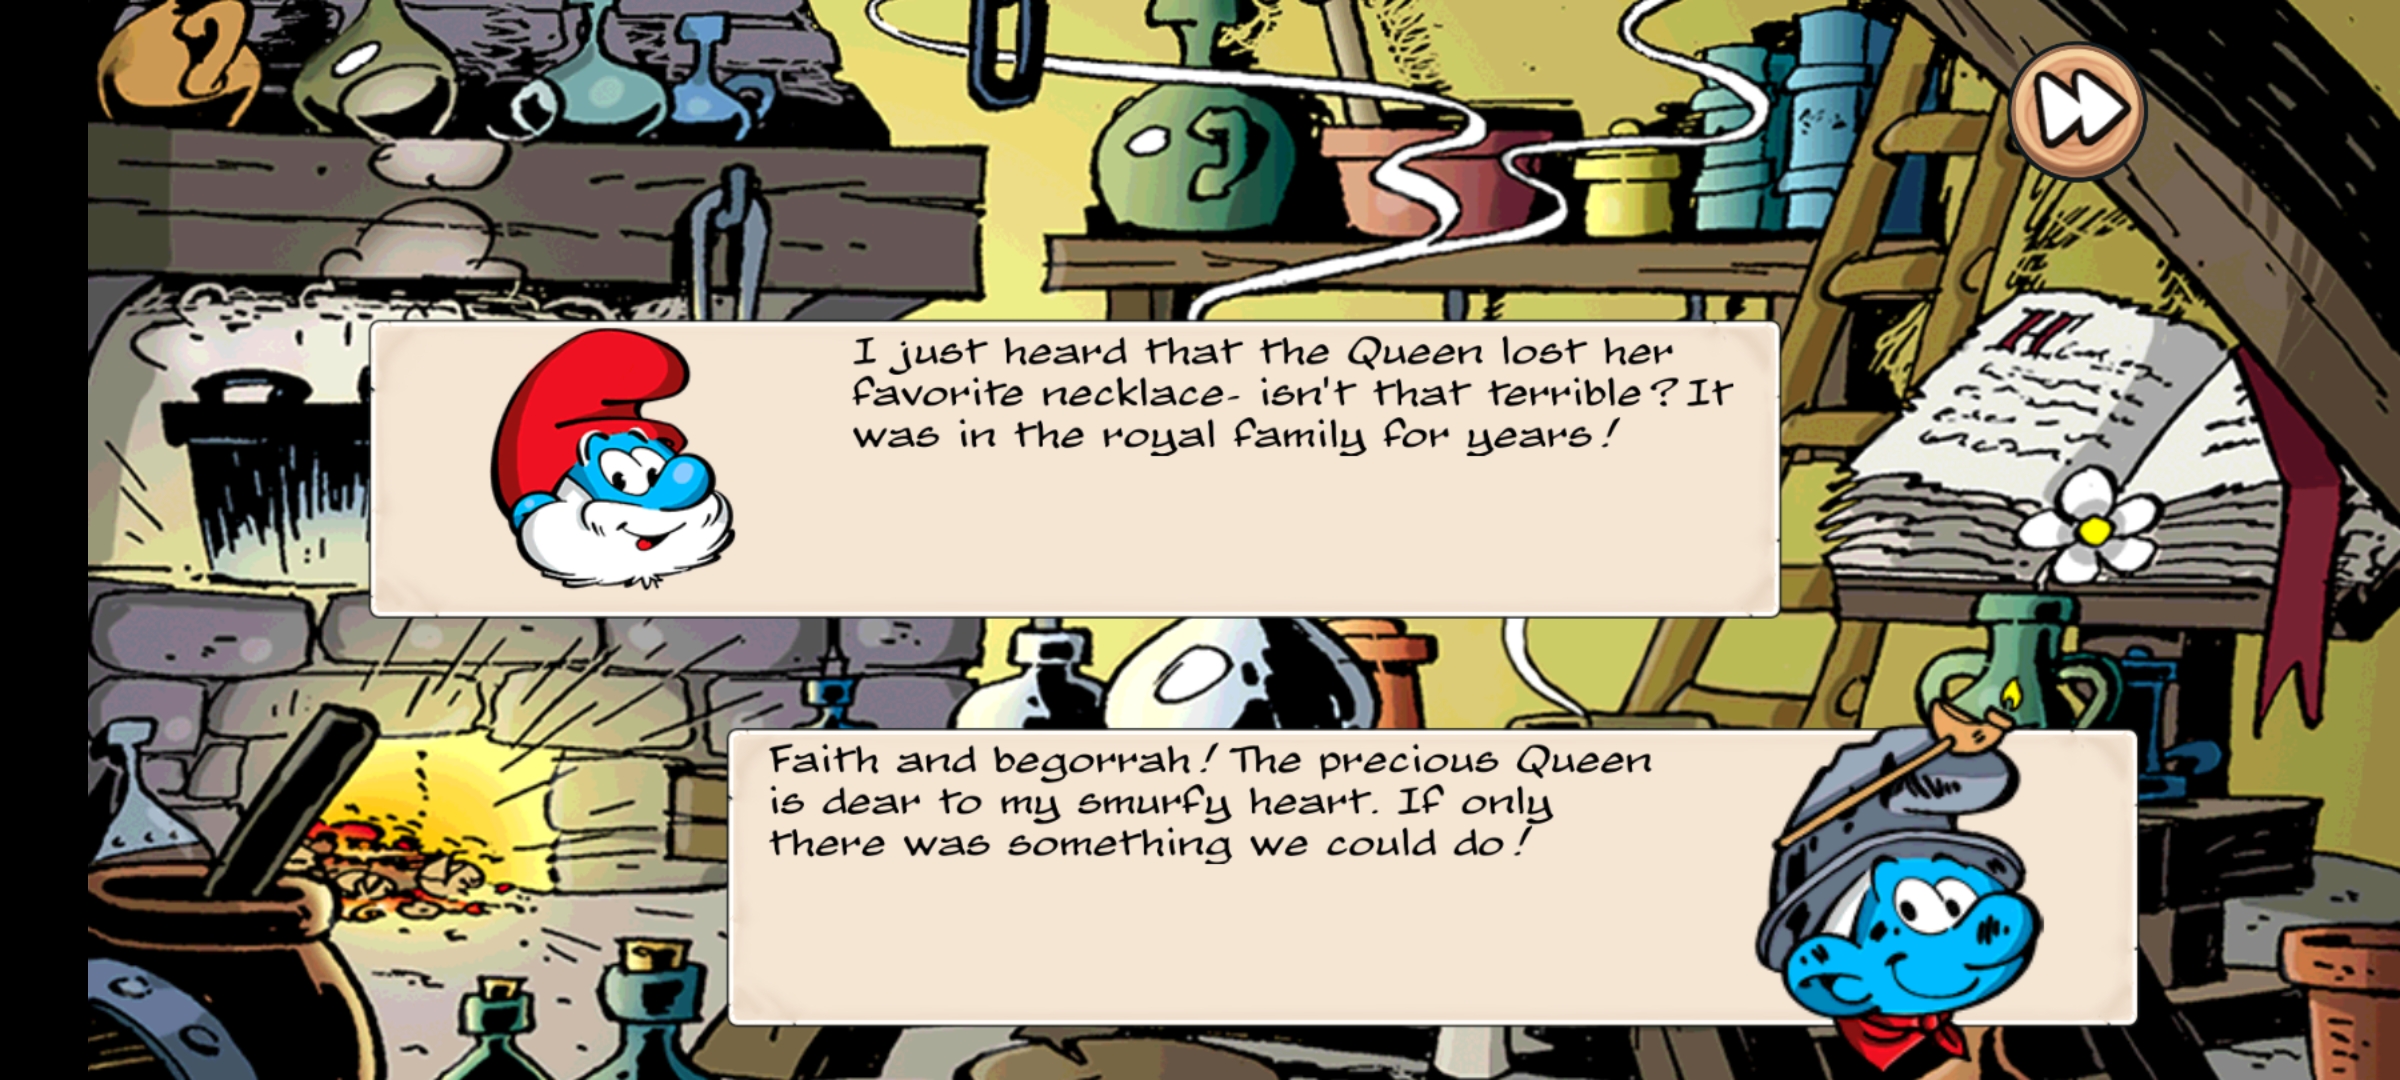 I just heard that the Queen lost her
favorite necklace- isn't that terrible? It
was in the royal family for years!
Faith and begorrah! The precious Queen
is dear to my smurfy heart. If only
there was something we could do!